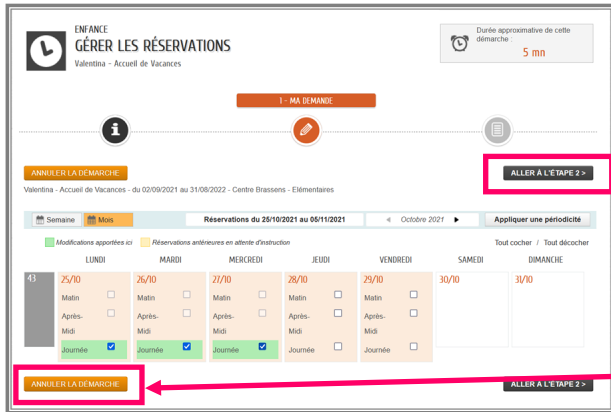 ENFANCE
GÉRER LES RÉSERVATIONS
Valentina - Accueil de Vacances
Durée approximative de cette
démarche :
5 mn
1 - MA DEMANDE
ANNULER LA DÉMARCHE
ALLER À L'ÉTAPE 2 >
Valentina - Accueil de Vacances - du 02/09/2021 au 31/08/2022 - Centre Brassens - Élémentaires
Semaine Mois Réservations du 25/10/2021 au 05/11/2021 Octobre 2021 Appliquer une périodicité
Modifications apportées ici Réservations antérieures en attente d'instruction Tout cocher / Tout décocher
LUNDI MARDI MERCREDI JEUDI VENDREDI SAMEDI DIMANCHE
43 25/10 26/10 27/10 28/10 29/10 30/10 31/10
Matin Matin Matin Matin Matin
Après- Après- Après- Après- Après-
Midi Midi Midi Midi Midi
Journée Journée Journée Journée Journée
ANNULER LA DÉMARCHE ALLER À L'ÉTAPE 2 >